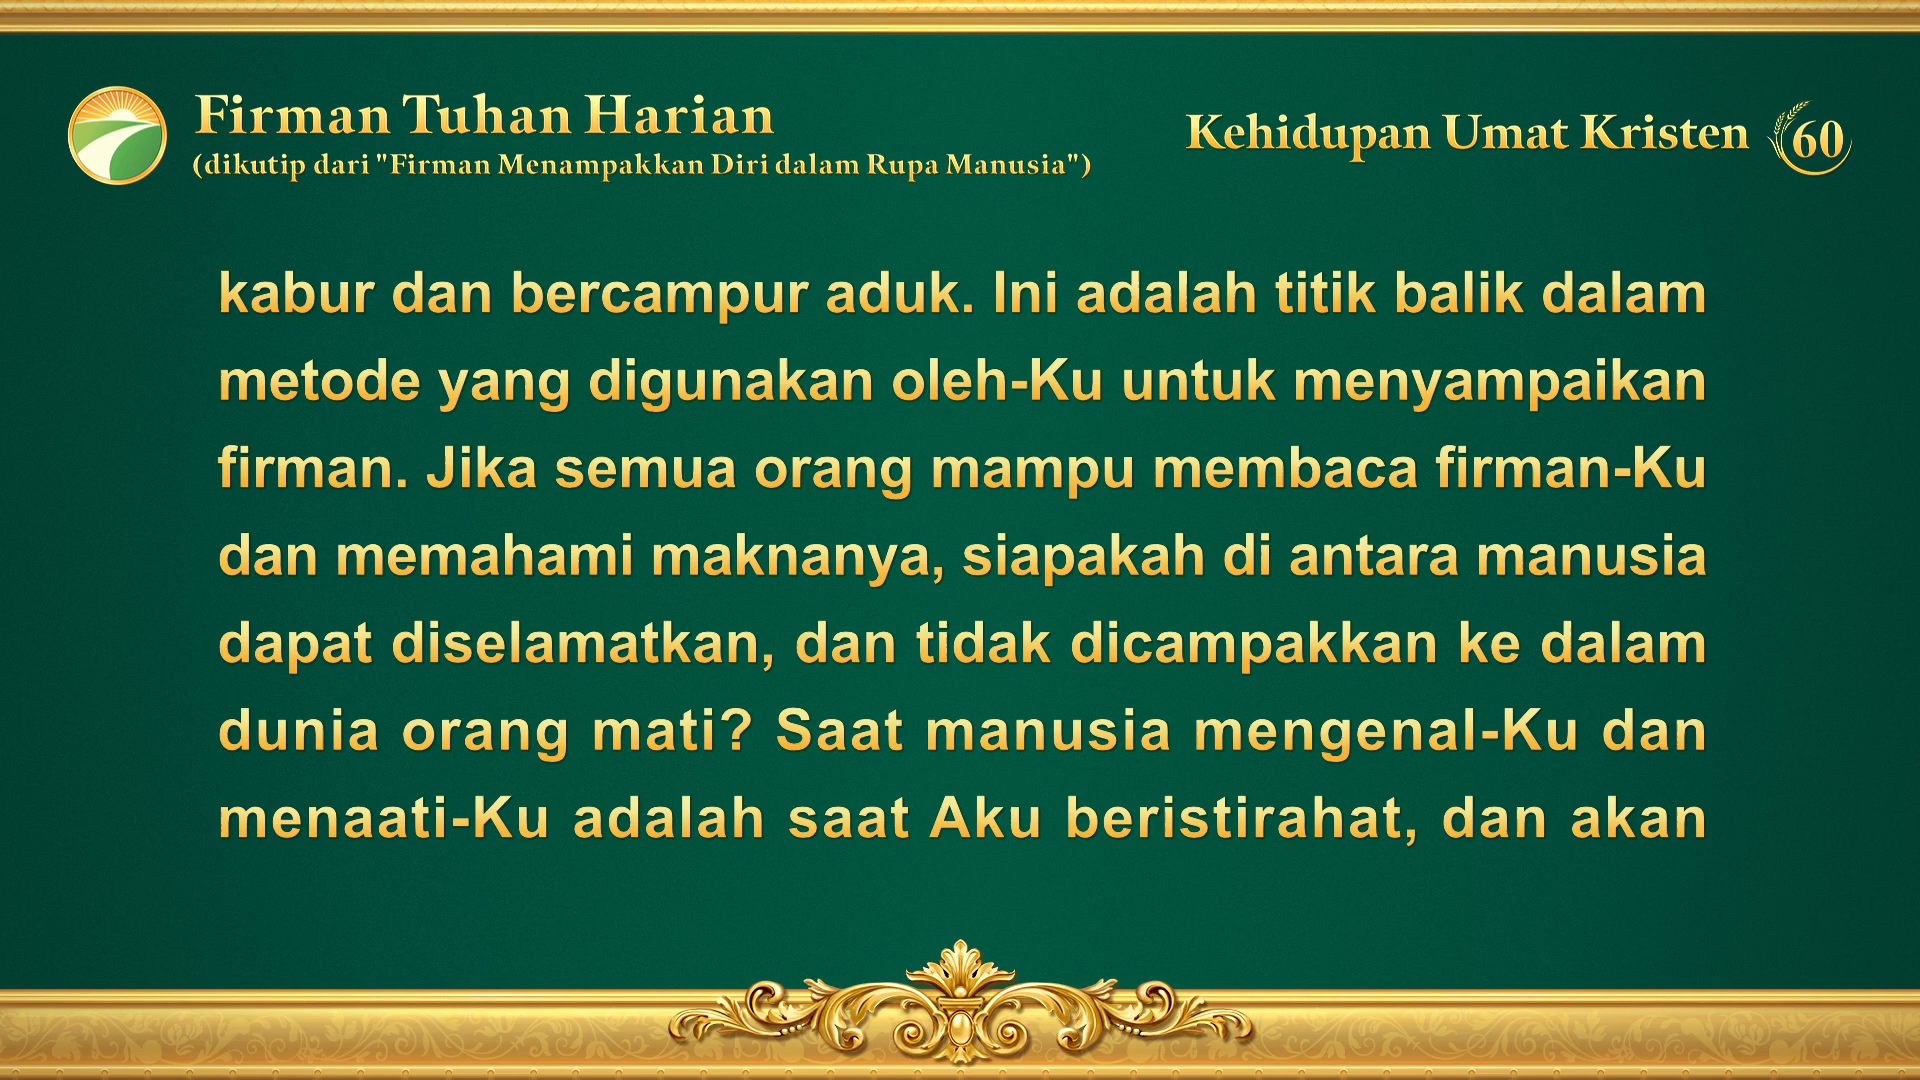 Firman Tuhan Harian
(dikutip dari "Firman Menampakkan Diri dalam Rupa Manusia")
Kehidupan Umat Kristen 60
kabur dan bercampur aduk. Ini adalah titik balik dalam
metode yang digunakan oleh-Ku untuk menyampaikan
firman. Jika semua orang mampu membaca firman-Ku
dan memahami maknanya, siapakah di antara manusia
dapat diselamatkan, dan tidak dicampakkan ke dalam
dunia orang mati? Saat manusia mengenal-Ku dan
menaati-Ku adalah saat Aku beristirahat, dan akan